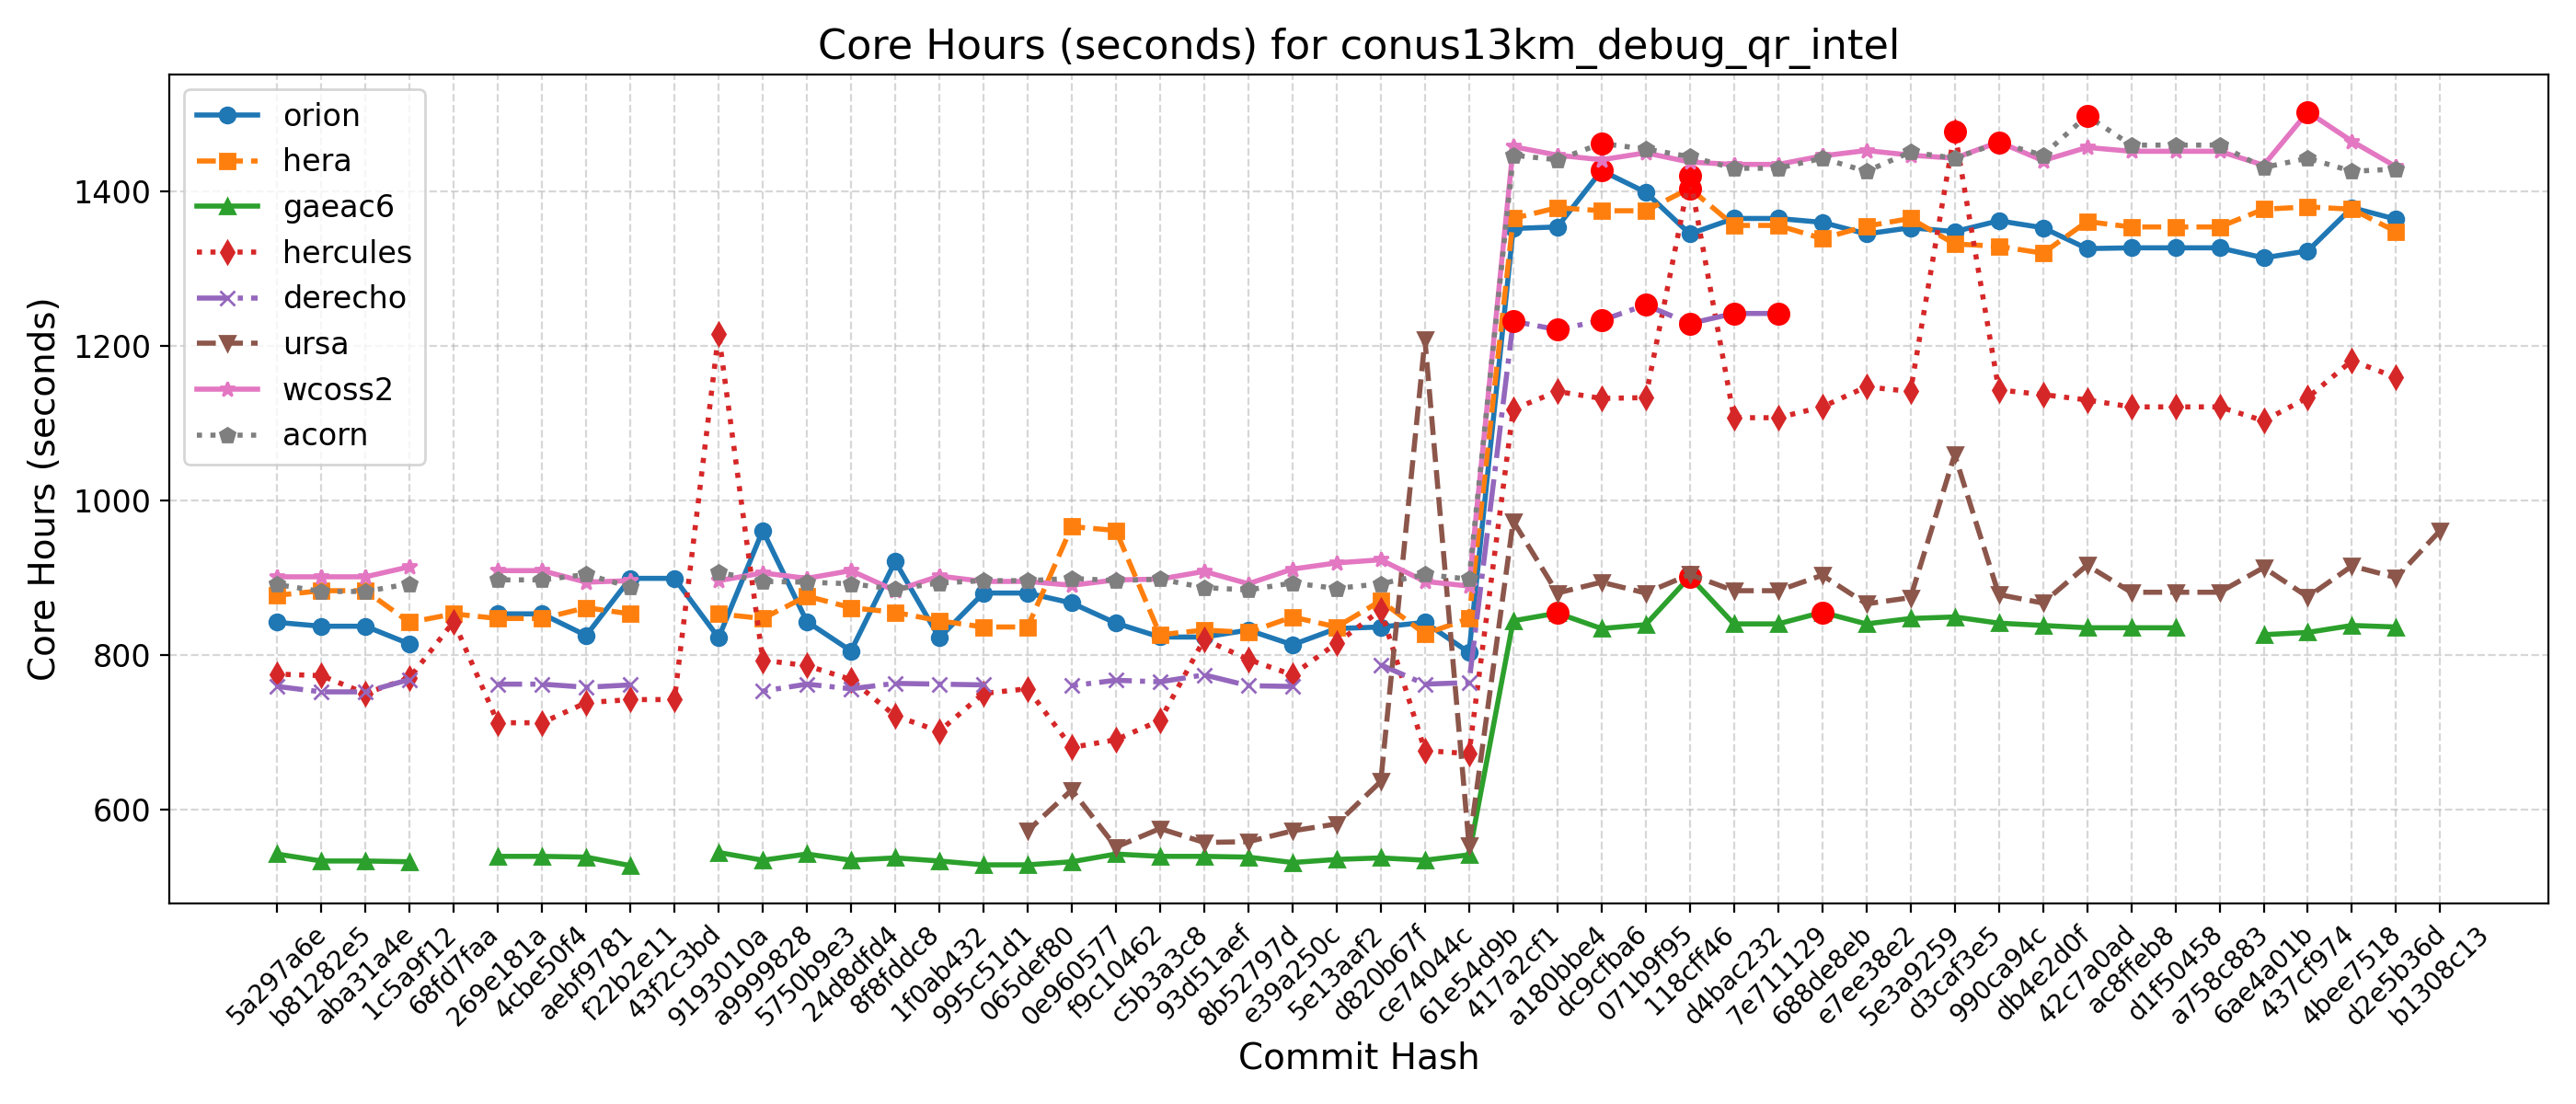 Core Hours (seconds) for conus13km_debug_qr_intel
orion
hera
gaeac6
hercules
derecho
ursa
wcoss2
acorn
Core Hours (seconds)
1400
1200
1000
800
600
5a297a6e
b81282e5
aba31a4e
1c5a9f12
68fd7faa
269e181a
4cbe50f4
aebf9781
f22b2e11
43f2c3bd
9193010a
a9999828
5750b9e3
24d8dfd4
8f8fddc8
1f0ab432
995c51d1
065def80
0e960577
f9c10462
c5b3a3c8
93d51aef
8b52797d
e39a250c
5e13aaf2
d820b67f
ce74044c
61e54d9b
417a2cf1
a180bbe4
dc9cfba6
071b9f95
118cff46
d4bac232
7e711129
688de8eb
e7ee38e2
5e3a9259
d3caf3e5
990ca94c
db4e2d0f
42c7a0ad
ac8ffeb8
d1f50458
a758c883
6ae4a01b
437cf974
4bee7518
d2e5b36d
b1308c13
Commit Hash